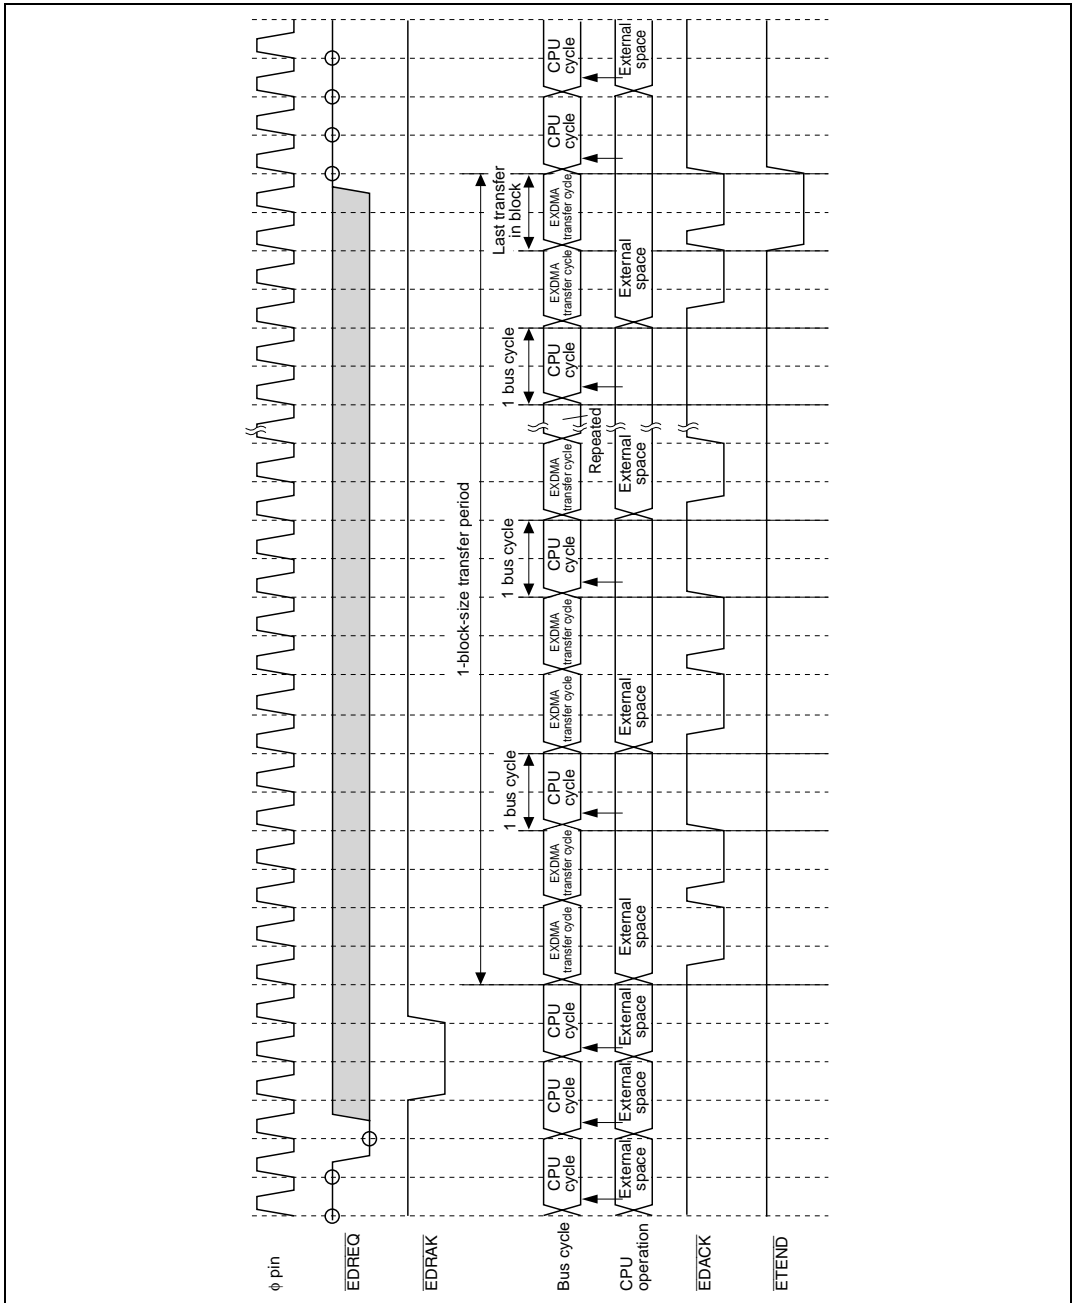 φ pin
EDREQ
EDRAK
1-block-size transfer period
Last transfer
in block
1 bus cycle
1 bus cycle
1 bus cycle
Repeated
Bus cycle
CPU
cycle
CPU
cycle
CPU
cycle
EXDMA
transfer cycle
EXDMA
transfer cycle
CPU
cycle
EXDMA
transfer cycle
EXDMA
transfer cycle
CPU
cycle
EXDMA
transfer cycle
CPU
cycle
EXDMA
transfer cycle
EXDMA
transfer cycle
CPU
cycle
CPU
cycle
CPU
operation
External
space
External
space
External
space
External
space
External
space
External
space
External
space
External
space
EDACK
ETEND